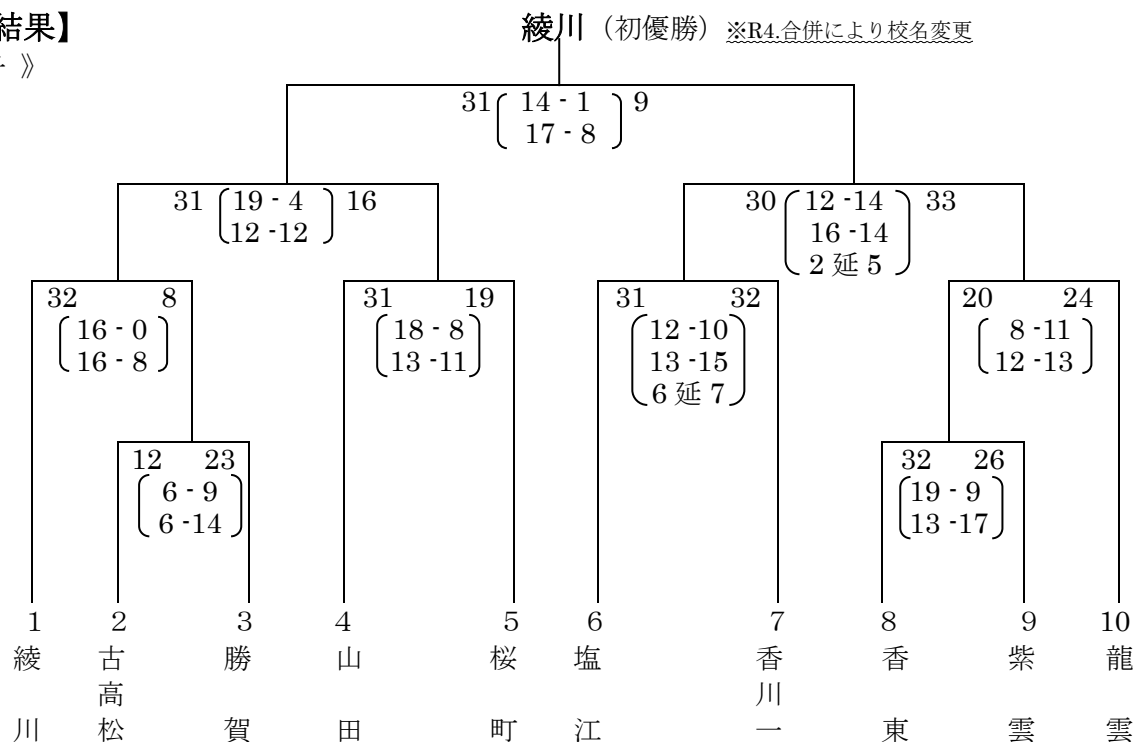 結果】
綾川（初優勝）※R4.合併により校名変更
》
31 14 - 1 9
17 - 8
31 19 - 4 16
12 -12
30 12 -14 33
16 -14
2 延 5
32 8
16 - 0
16 - 8
31 19
18 - 8
13 -11
31 32
12 -10
13 -15
6 延 7
20 24
8 -11
12 -13
12 23
6 - 9
6 -14
32 26
19 - 9
13 -17
1 2 3 4 5 6 7 8 9 10
綾川
古高松
勝賀
山田
桜町
塩江
香川一
香東
紫雲
龍雲